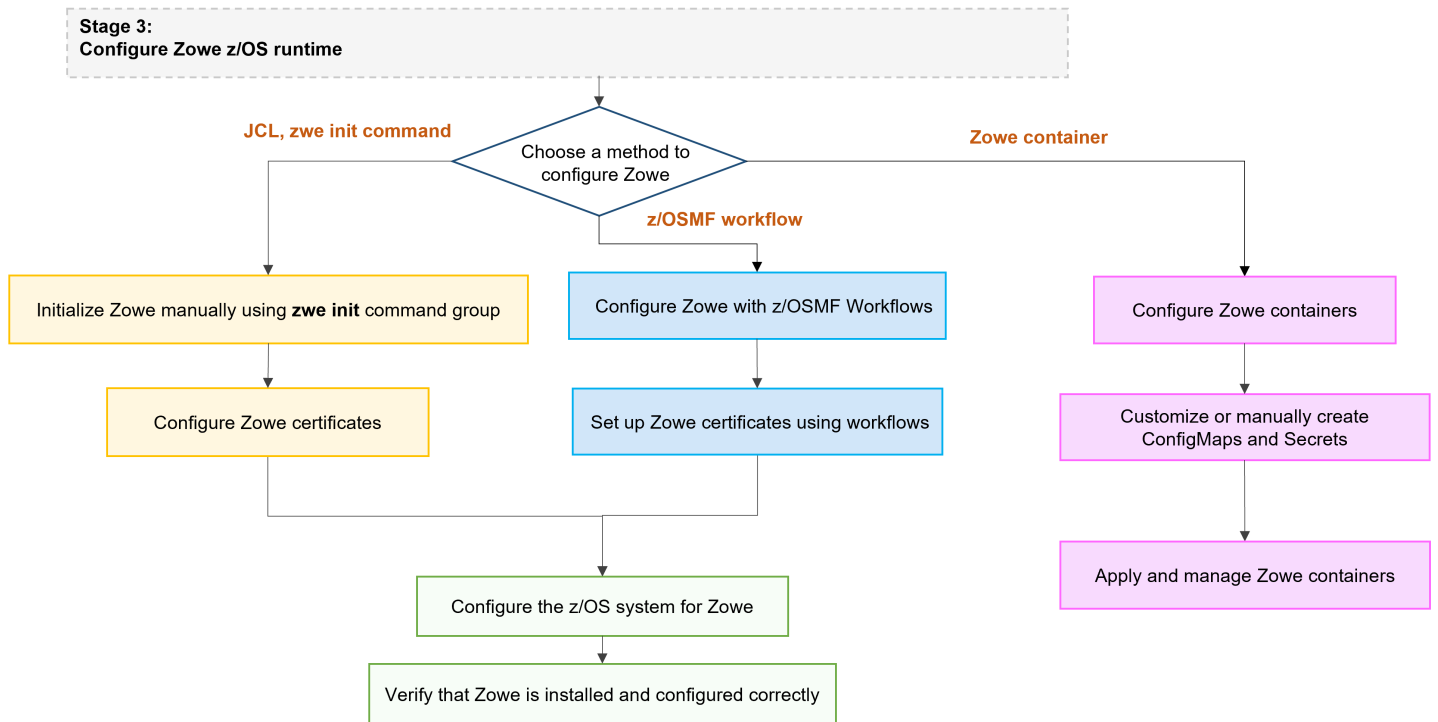 Stage 3:
Configure Zowe z/OS runtime
JCL, zwe init command
Choose a method to
configure Zowe
Zowe container
z/OSMF workflow
Initialize Zowe manually using zwe init command group
Configure Zowe with z/OSMF Workflows
Configure Zowe containers
Configure Zowe certificates
Set up Zowe certificates using workflows
Customize or manually create
ConfigMaps and Secrets
Apply and manage Zowe containers
Configure the z/OS system for Zowe
Verify that Zowe is installed and configured correctly